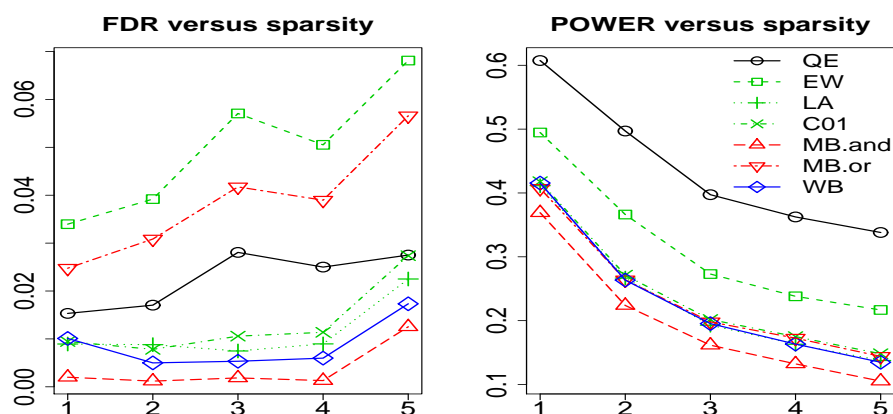 FDR versus sparsity
0.06
0.04
0.02
0.00
1 2 3 4 5
POWER versus sparsity
0.6
0.5
0.4
0.3
0.2
0.1
1 2 3 4 5
QE
EW
LA
C01
MB.and
MB.or
WB